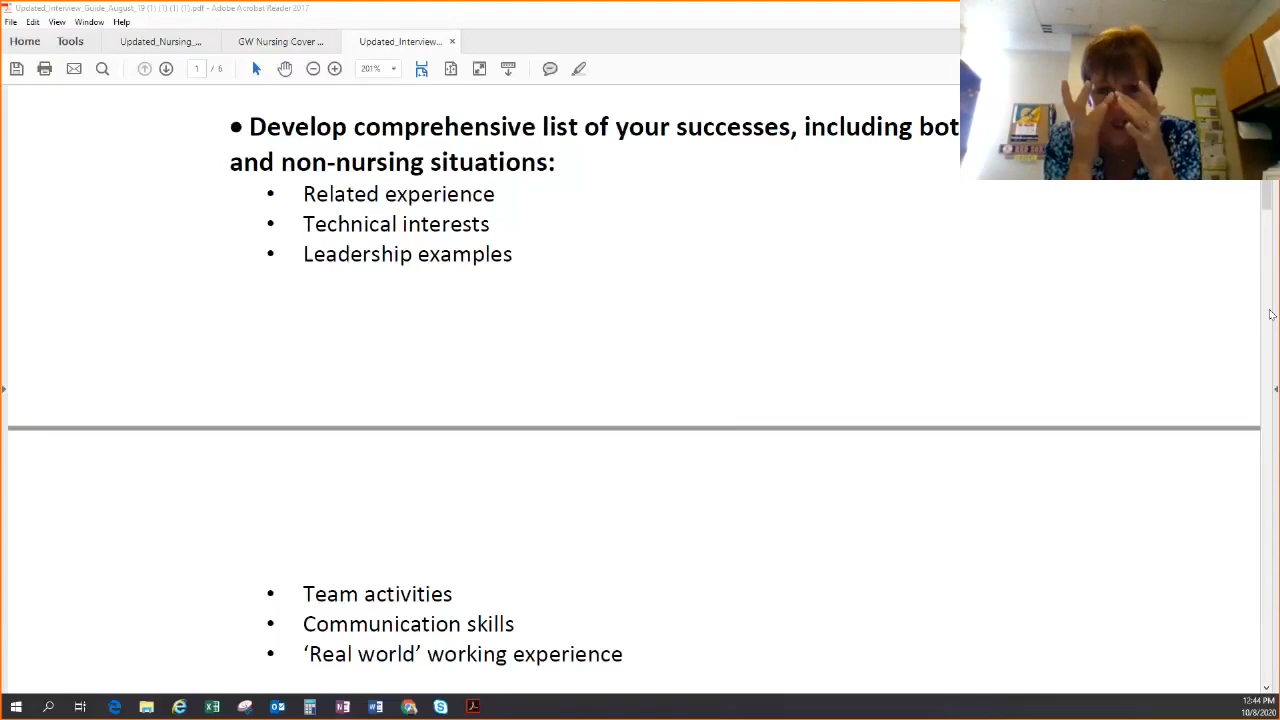 Updated_Interview_Guide_August_19 (1) (1) (1) (1).pdf - Adobe Acrobat Reader 2017
File Edit View Window Help
Home Tools Updated_Nursing_... GW Nursing Cover ... Updated_Interview... ×
1 / 6 201%
• Develop comprehensive list of your successes, including bot
and non-nursing situations:
• Related experience
• Technical interests
• Leadership examples
• Team activities
• Communication skills
• ‘Real world’ working experience
12:44 PM
10/8/2020